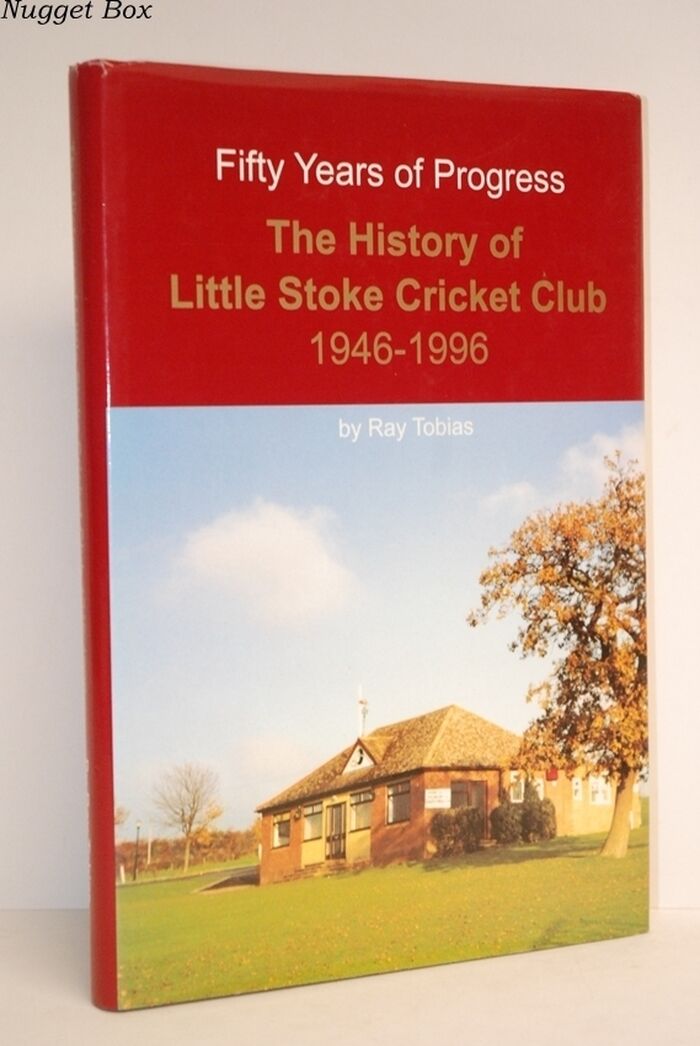 Nugget Box
Fifty Years of Progress
The History of
Little Stoke Cricket Club
1946-1996
by Ray Tobias